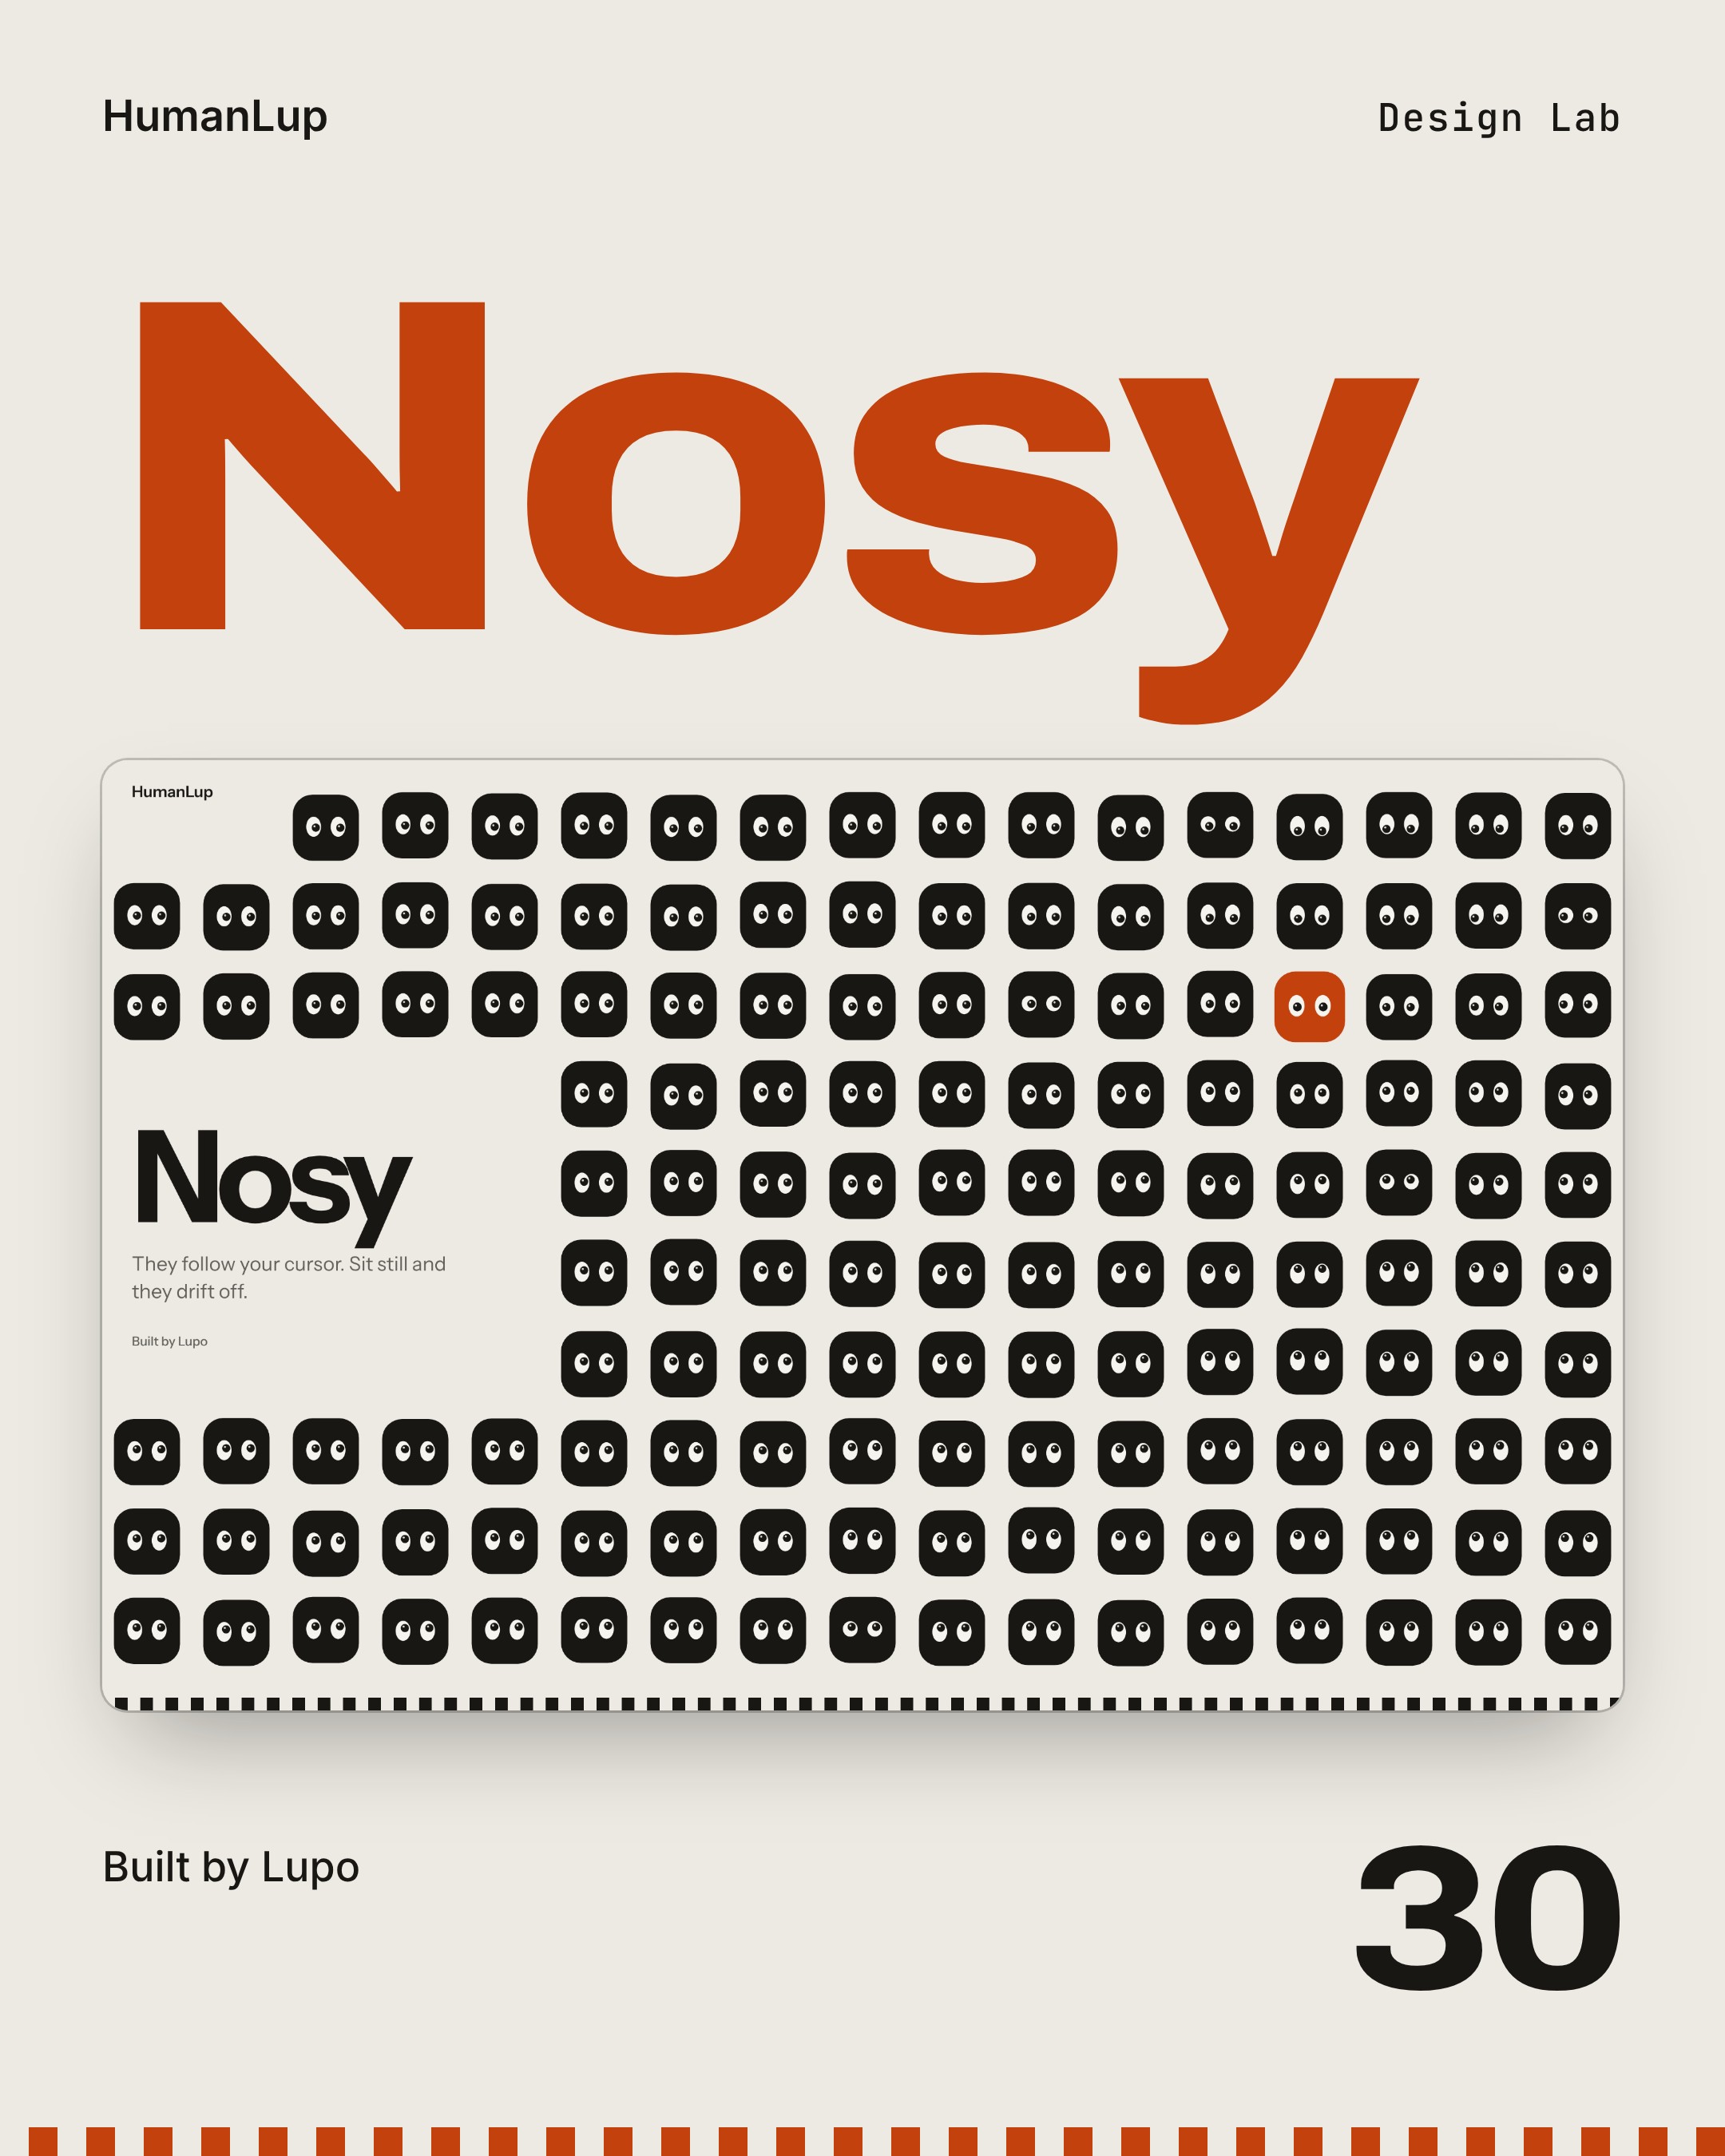 HumanLup
Design Lab
Nosy
HumanLup
Nosy
They follow your cursor. Sit still and
they drift off.
Built by Lupo
Built by Lupo
30